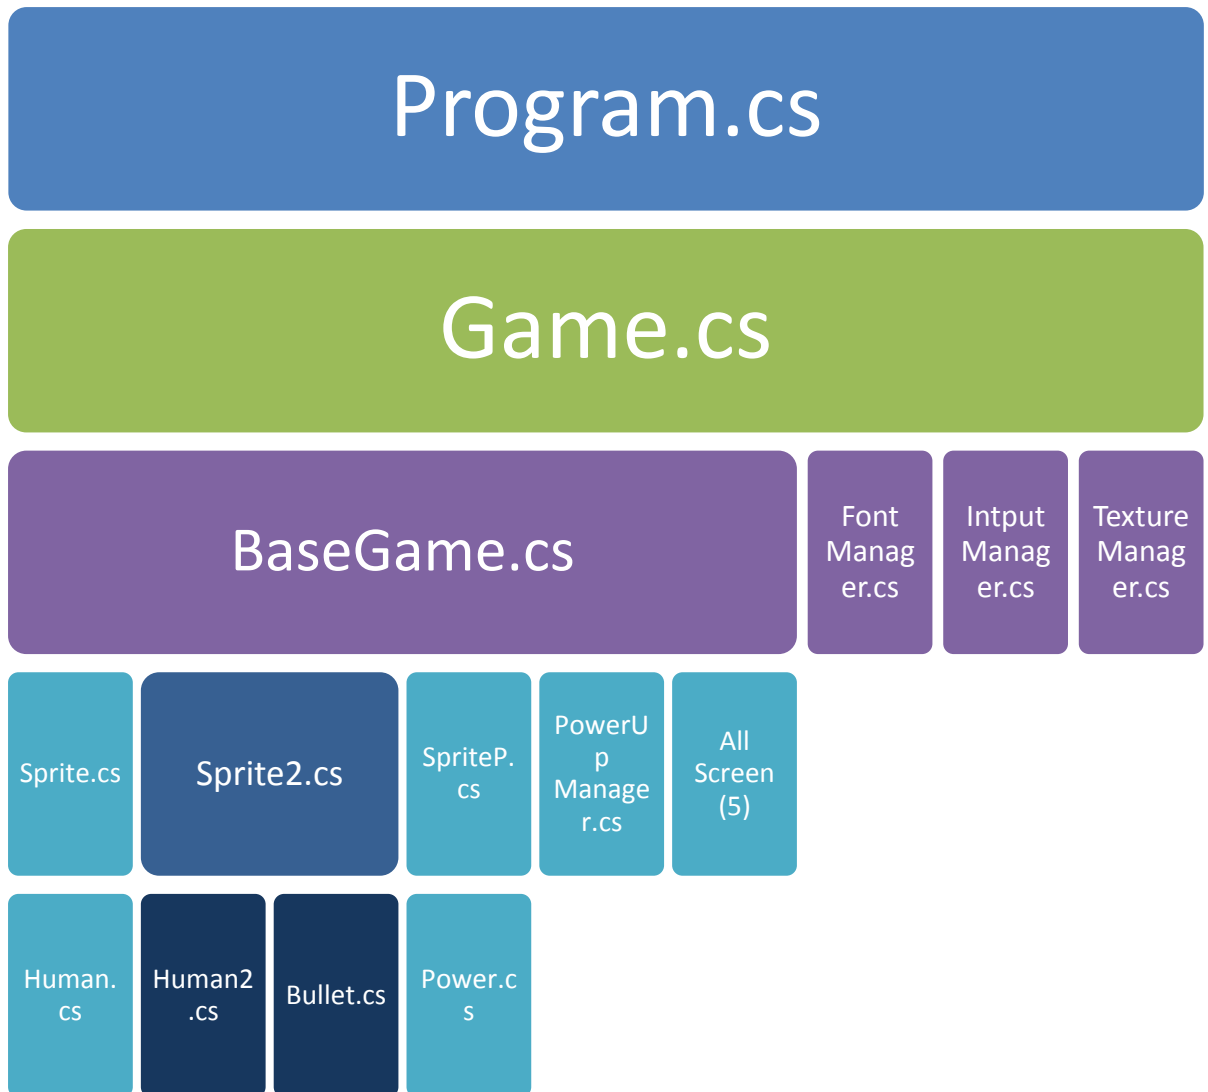 Program.cs
Game.cs
BaseGame.cs
Font
Manag
er.cs
Intput
Manag
er.cs
Texture
Manag
er.cs
Sprite.cs
Sprite2.cs
SpriteP.
cs
PowerU
p
Manage
r.cs
All
Screen
(5)
Human.
cs
Human2
.cs
Bullet.cs
Power.c
s